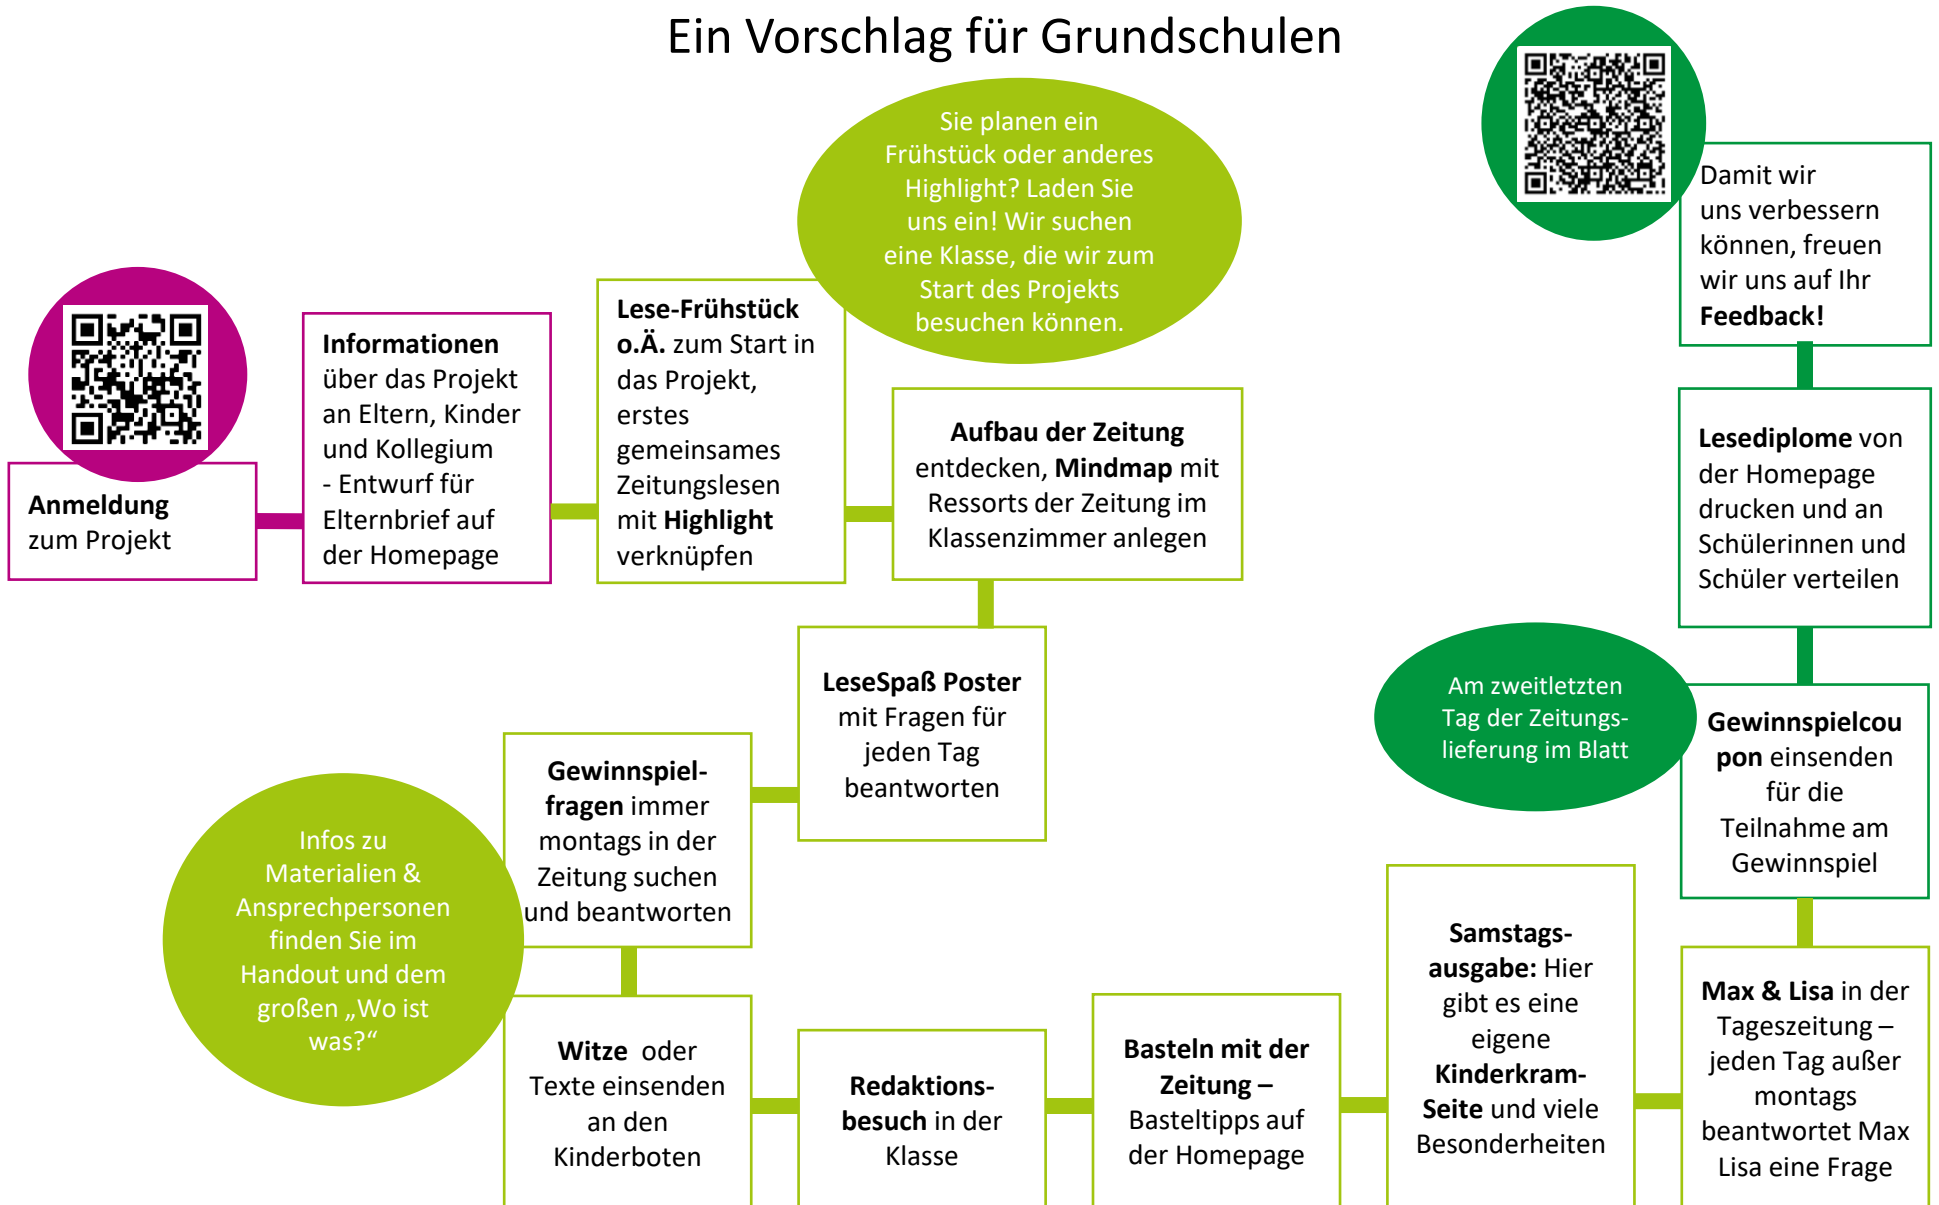 Ein Vorschlag für Grundschulen
Anmeldung
zum Projekt
Informationen
über das Projekt
an Eltern, Kinder
und Kollegium
- Entwurf für
Elternbrief auf
der Homepage
Lese-Frühstück
o.Ä. zum Start in
das Projekt,
erstes
gemeinsames
Zeitungslesen
mit Highlight
verknüpfen
Sie planen ein
Frühstück oder anderes
Highlight? Laden Sie
uns ein! Wir suchen
eine Klasse, die wir zum
Start des Projekts
besuchen können.
Aufbau der Zeitung
entdecken, Mindmap mit
Ressorts der Zeitung im
Klassenzimmer anlegen
LeseSpaß Poster
mit Fragen für
jeden Tag
beantworten
Gewinnspiel-
fragen immer
montags in der
Zeitung suchen
und beantworten
Infos zu
Materialien &
Ansprechpersonen
finden Sie im
Handout und dem
großen „Wo ist
was?“
Witze oder
Texte einsenden
an den
Kinderboten
Redaktions-
besuch in der
Klasse
Basteln mit der
Zeitung –
Basteltipps auf
der Homepage
Samstags-
ausgabe: Hier
gibt es eine
eigene
Kinderkram-
Seite und viele
Besonderheiten
Max & Lisa in der
Tageszeitung –
jeden Tag außer
montags
beantwortet Max
Lisa eine Frage
Gewinnspielcou
pon einsenden
für die
Teilnahme am
Gewinnspiel
Am zweitletzten
Tag der Zeitungs-
lieferung im Blatt
Lesediplome von
der Homepage
drucken und an
Schülerinnen und
Schüler verteilen
Damit wir
uns verbessern
können, freuen
wir uns auf Ihr
Feedback!